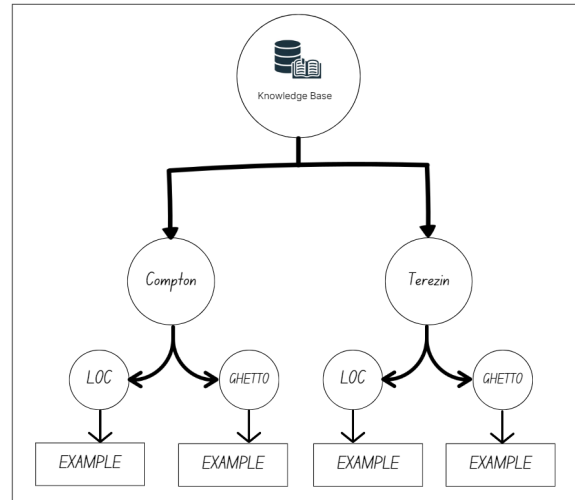 Knowledge Base
Compton
Terezin
LOC
GHETTO
LOC
GHETTO
EXAMPLE
EXAMPLE
EXAMPLE
EXAMPLE